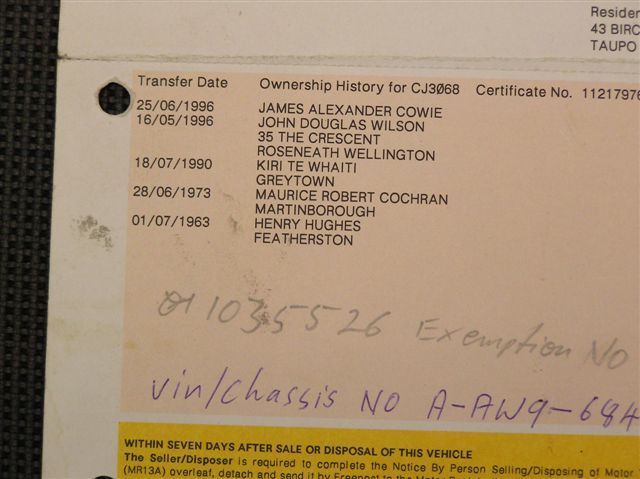 Residen
43 BIRC
TAUPO
Transfer Date Ownership History for CJ3068 Certificate No. 11217976
25/06/1996 JAMES ALEXANDER COWIE
16/05/1996 JOHN DOUGLAS WILSON
35 THE CRESCENT
ROSENEATH WELLINGTON
18/07/1990 KIRI TE WHAITI
GREYTOWN
28/06/1973 MAURICE ROBERT COCHRAN
MARTINBOROUGH
01/07/1963 HENRY HUGHES
FEATHERSTON
1035526 Exemption NO
vin/chassis NO A-AW9-684
WITHIN SEVEN DAYS AFTER SALE OR DISPOSAL OF THIS VEHICLE
The Seller/Disposer is required to complete the Notice By Person Selling/Disposing of Motor
(MR13A) overleaf, detach and send it by Freepost to the Motor